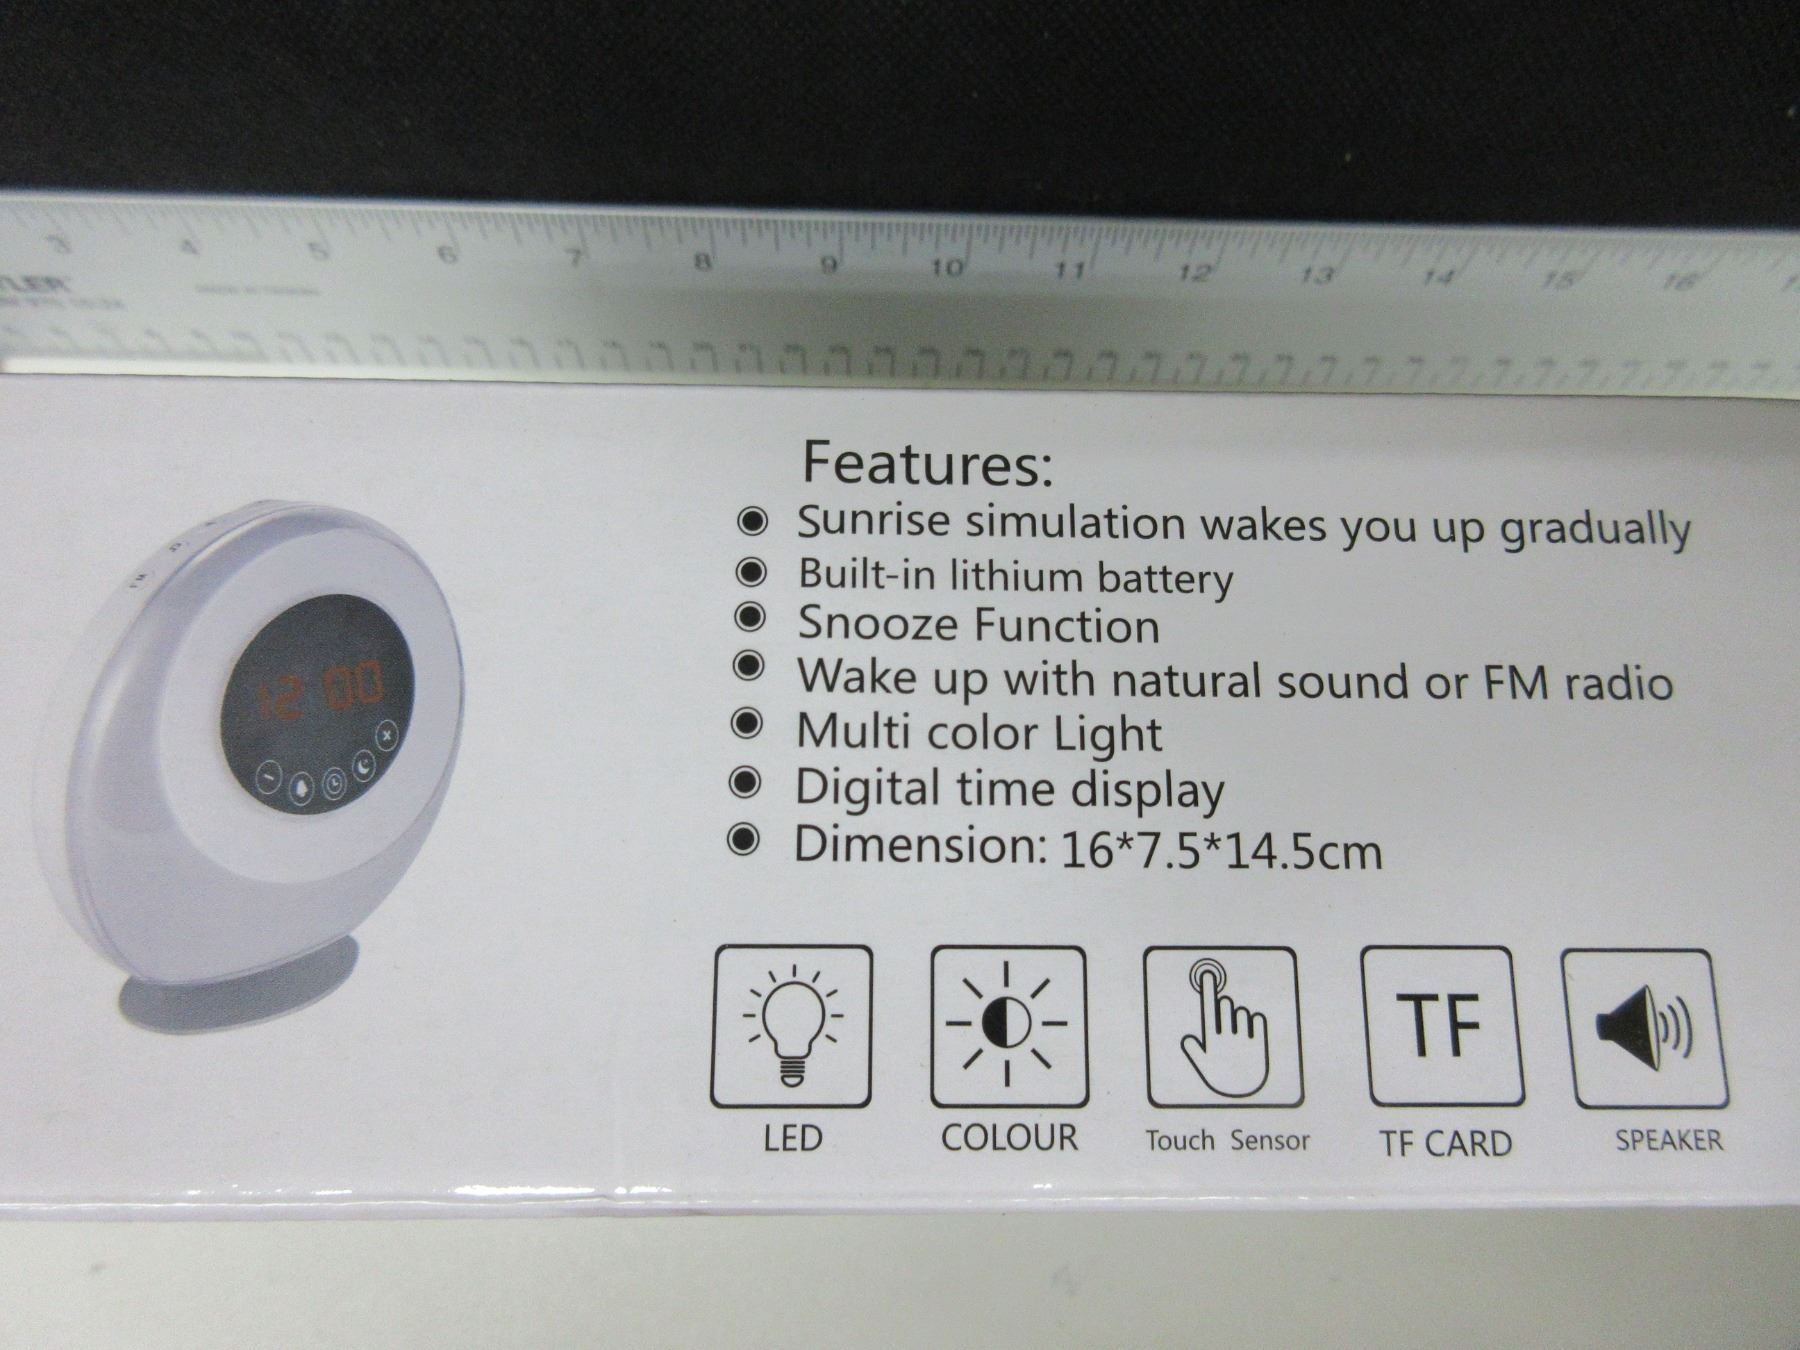 3 4 5 6 7 8 9 10 11 12 13 14 15 16
TLER
Features:
Sunrise simulation wakes you up gradually
Built-in lithium battery
Snooze Function
Wake up with natural sound or FM radio
Multi color Light
Digital time display
Dimension: 16*7.5*14.5cm
FM
12 00
TF
LED
COLOUR
Touch Sensor
TF CARD
SPEAKER